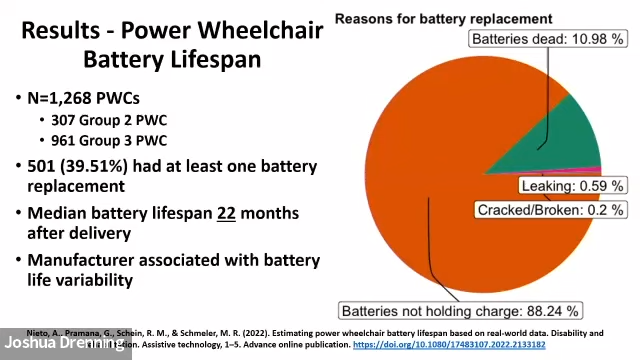 Results - Power Wheelchair
Battery Lifespan
• N=1,268 PWCs
• 307 Group 2 PWC
• 961 Group 3 PWC
• 501 (39.51%) had at least one battery
replacement
• Median battery lifespan 22 months
after delivery
• Manufacturer associated with battery
life variability
Reasons for battery replacement
Batteries dead: 10.98 %
Leaking: 0.59 %
Cracked/Broken: 0.2 %
Batteries not holding charge: 88.24 %
Nieto, A., Pramana, G., Schein, R. M., & Schmeler, M. R. (2022). Estimating power wheelchair battery lifespan based on real-world data. Disability and
Assistive technology, 1–5. Advance online publication. https://doi.org/10.1080/17483107.2022.2133182
Joshua Drenning